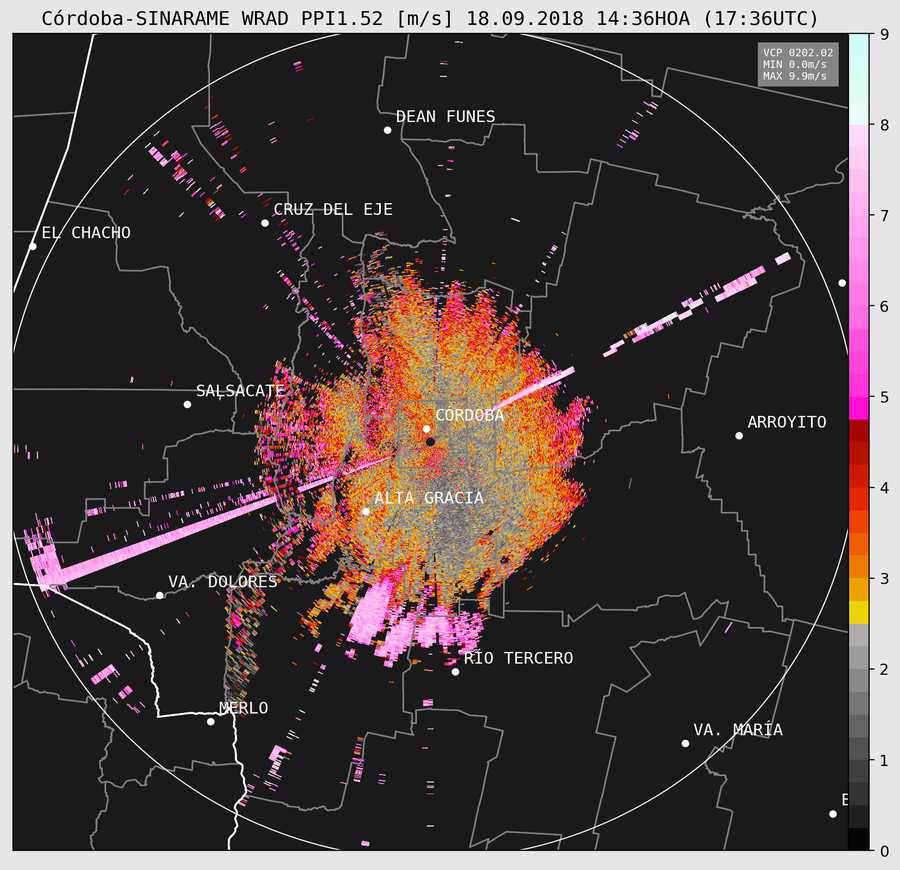 Córdoba-SINARAME WRAD PPI1.52 [m/s] 18.09.2018 14:36HOA (17:36UTC)
VCP 0202.02
MIN 0.0m/s
MAX 9.9m/s
DEAN FUNES
CRUZ DEL EJE
EL CHACHO
SALSACATE
CÓRDOBA
ARROYITO
ALTA GRACIA
VA. DOLORES
RIO TERCERO
MERLO
VA. MARÍA
E
9
8
7
6
5
4
3
2
1
0